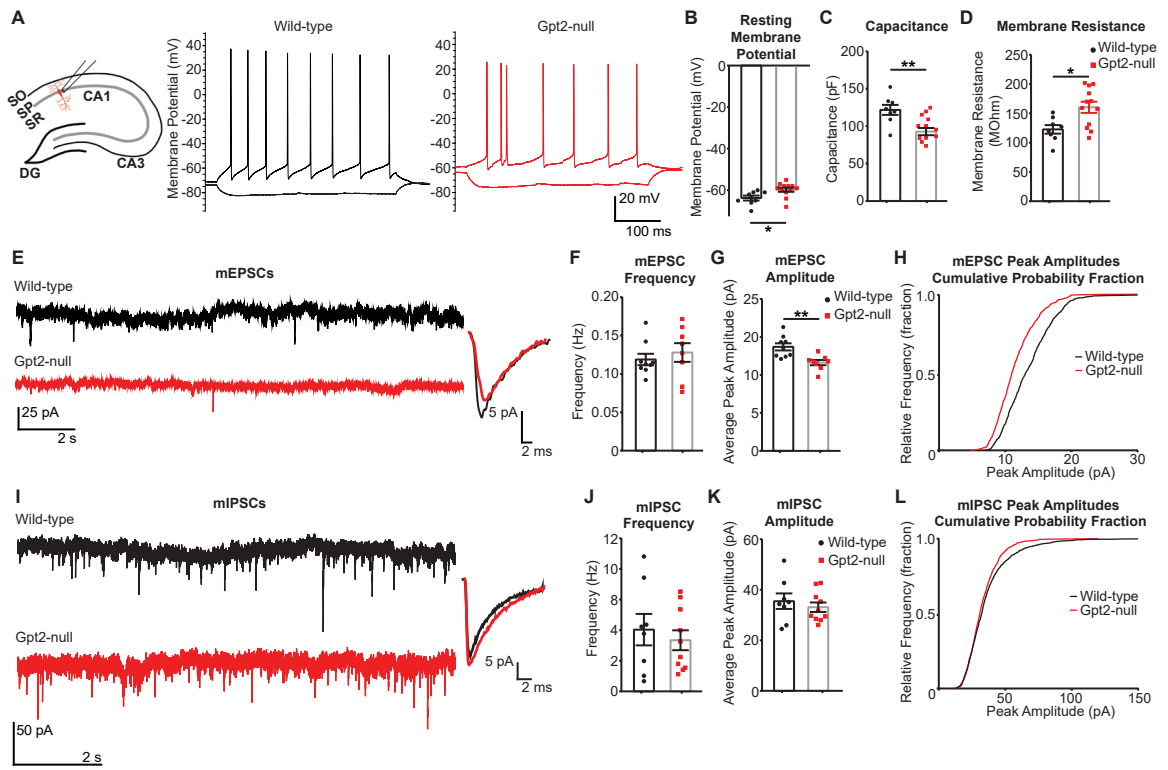 A
SO
SP
SR
CA1
CA3
DG
Wild-type
Membrane Potential (mV)
40
20
0
-20
-40
-60
-80
Gpt2-null
40
20
0
-20
-40
-60
-80
20 mV
100 ms
B
Resting
Membrane
Potential
Membrane Potential (mV)
0
-20
-40
-60
*
C
Capacitance
Capacitance (pF)
200
150
100
50
0
**
D
Membrane Resistance
Membrane Resistance
(MOhm)
250
200
150
100
50
0
*
Wild-type
Gpt2-null
E
mEPSCs
Wild-type
Gpt2-null
25 pA
2 s
5 pA
2 ms
F
mEPSC
Frequency
Frequency (Hz)
0.20
0.15
0.10
0.05
0
G
mEPSC
Amplitude
Average Peak Amplitude (pA)
25
20
15
10
5
0
**
Wild-type
Gpt2-null
H
mEPSC Peak Amplitudes
Cumulative Probability Fraction
Relative Frequency (fraction)
1.0
0.5
0
10
20
30
Peak Amplitude (pA)
Wild-type
Gpt2-null
I
mIPSCs
Wild-type
Gpt2-null
50 pA
2 s
5 pA
2 ms
J
mIPSC
Frequency
Frequency (Hz)
12
10
8
6
4
2
0
K
mIPSC
Amplitude
Average Peak Amplitude (pA)
60
40
20
0
Wild-type
Gpt2-null
L
mIPSC Peak Amplitudes
Cumulative Probability Fraction
Relative Frequency (fraction)
1.0
0.5
0
50
100
150
Peak Amplitude (pA)
Wild-type
Gpt2-null